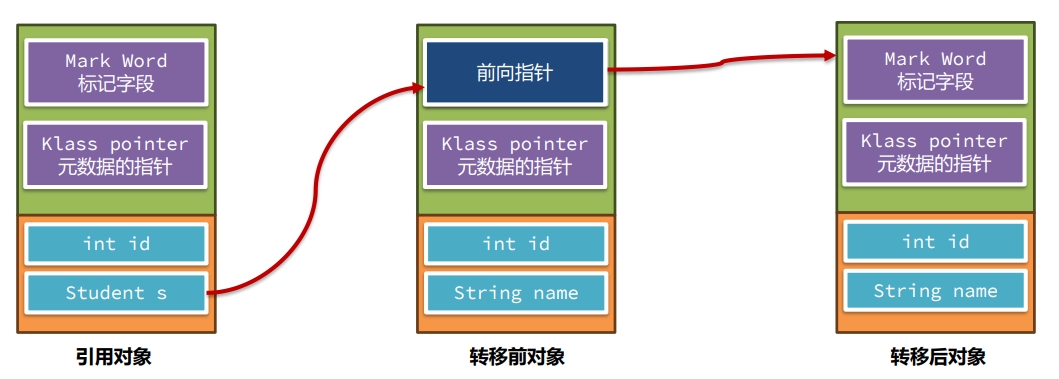 Mark Word
标记字段
Klass pointer
元数据的指针
int id
Student s
引用对象
前向指针
Klass pointer
元数据的指针
int id
String name
转移前对象
Mark Word
标记字段
Klass pointer
元数据的指针
int id
String name
转移后对象